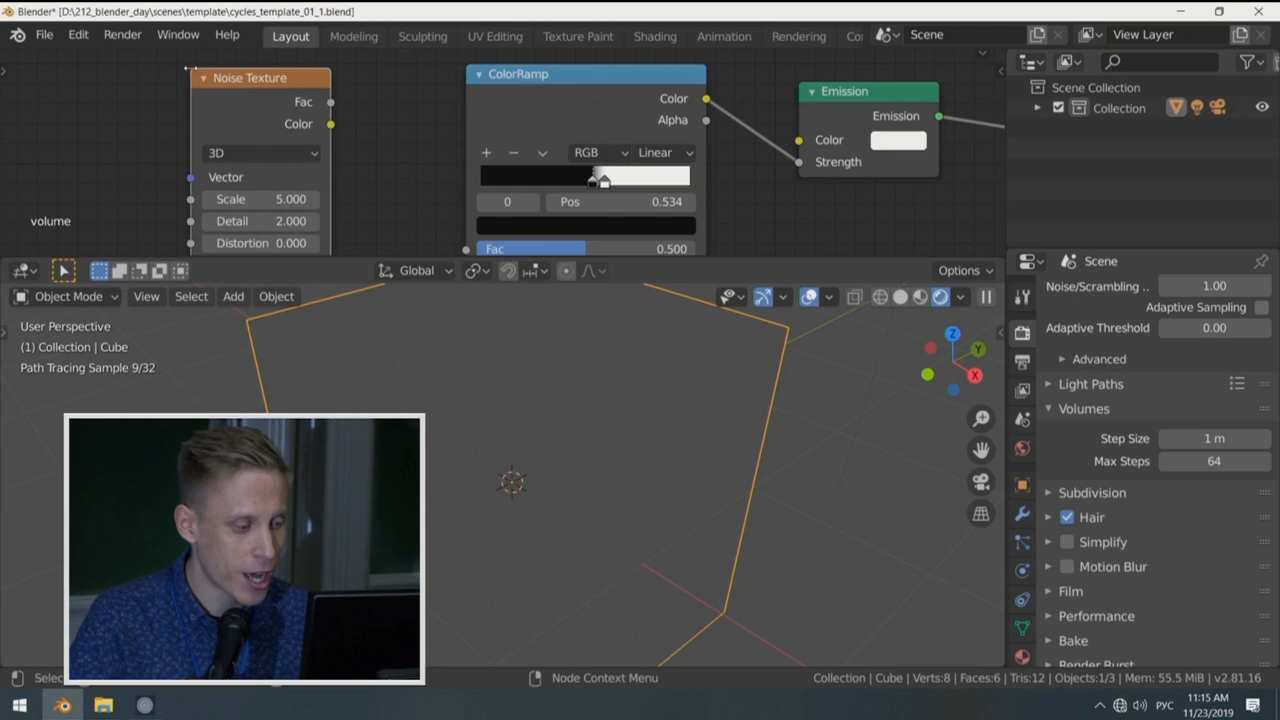 Blender* [D:\212_blender_day\scenes\template\cycles_template_01_1.blend]
File Edit Render Window Help
Layout Modeling Sculpting UV Editing Texture Paint Shading Animation Rendering Co
Scene
View Layer
Noise Texture
Fac
Color
3D
Vector
Scale 5.000
Detail 2.000
Distortion 0.000
volume
ColorRamp
Color
Alpha
RGB Linear
0 Pos 0.534
Fac 0.500
Emission
Emission
Color
Strength
Scene Collection
Collection
Global
Options
Object Mode View Select Add Object
User Perspective
(1) Collection | Cube
Path Tracing Sample 9/32
Z
Y
X
Scene
Noise/Scrambling .. 1.00
Adaptive Sampling
Adaptive Threshold 0.00
Advanced
Light Paths
Volumes
Step Size 1 m
Max Steps 64
Subdivision
Hair
Simplify
Motion Blur
Film
Performance
Bake
Render Burst
Selec
Node Context Menu
Collection | Cube | Verts:8 | Faces:6 | Tris:12 | Objects:1/3 | Mem: 55.5 MiB | v2.81.16
РУС
11:15 AM
11/23/2019